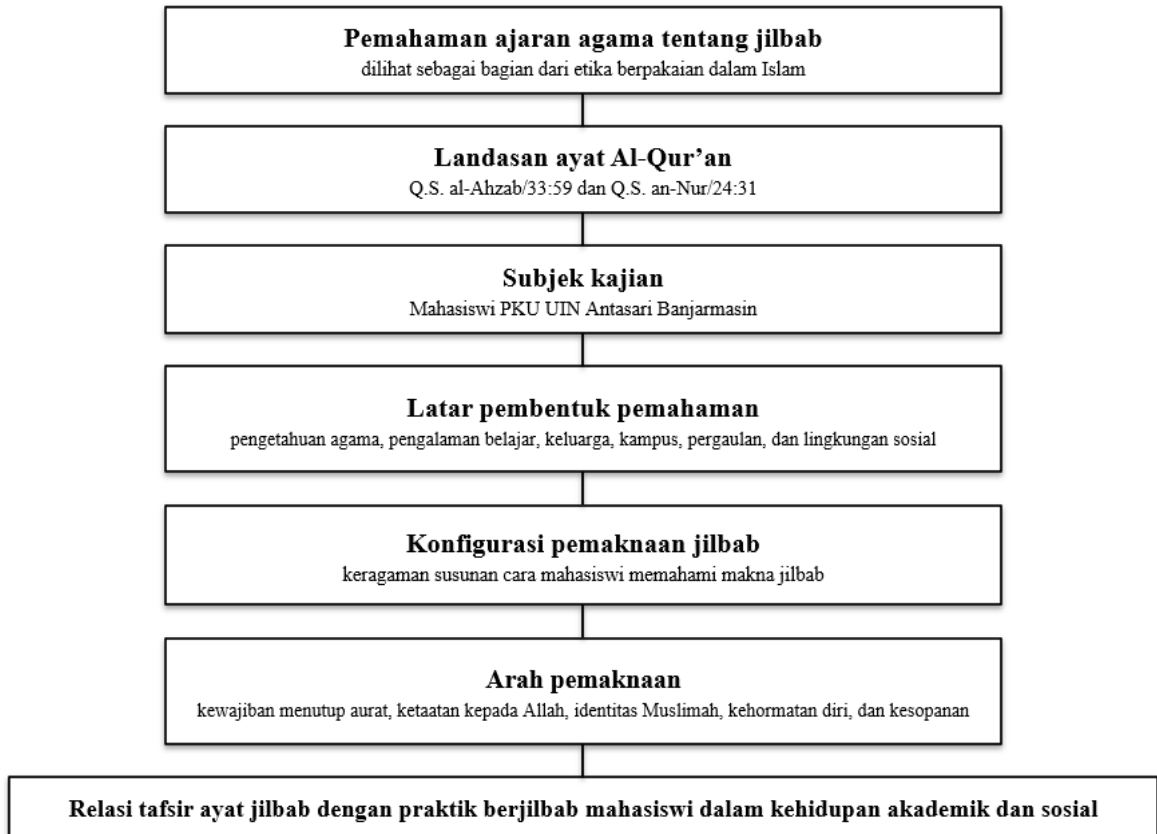 Pemahaman ajaran agama tentang jilbab
dilihat sebagai bagian dari etika berpakaian dalam Islam
Landasan ayat Al-Qur’an
Q.S. al-Ahzab/33:59 dan Q.S. an-Nur/24:31
Subjek kajian
Mahasiswi PKU UIN Antasari Banjarmasin
Latar pembentuk pemahaman
pengetahuan agama, pengalaman belajar, keluarga, kampus, pergaulan, dan lingkungan sosial
Konfigurasi pemaknaan jilbab
keragaman susunan cara mahasiswi memahami makna jilbab
Arah pemaknaan
kewajiban menutup aurat, ketaatan kepada Allah, identitas Muslimah, kehormatan diri, dan kesopanan
Relasi tafsir ayat jilbab dengan praktik berjilbab mahasiswi dalam kehidupan akademik dan sosial